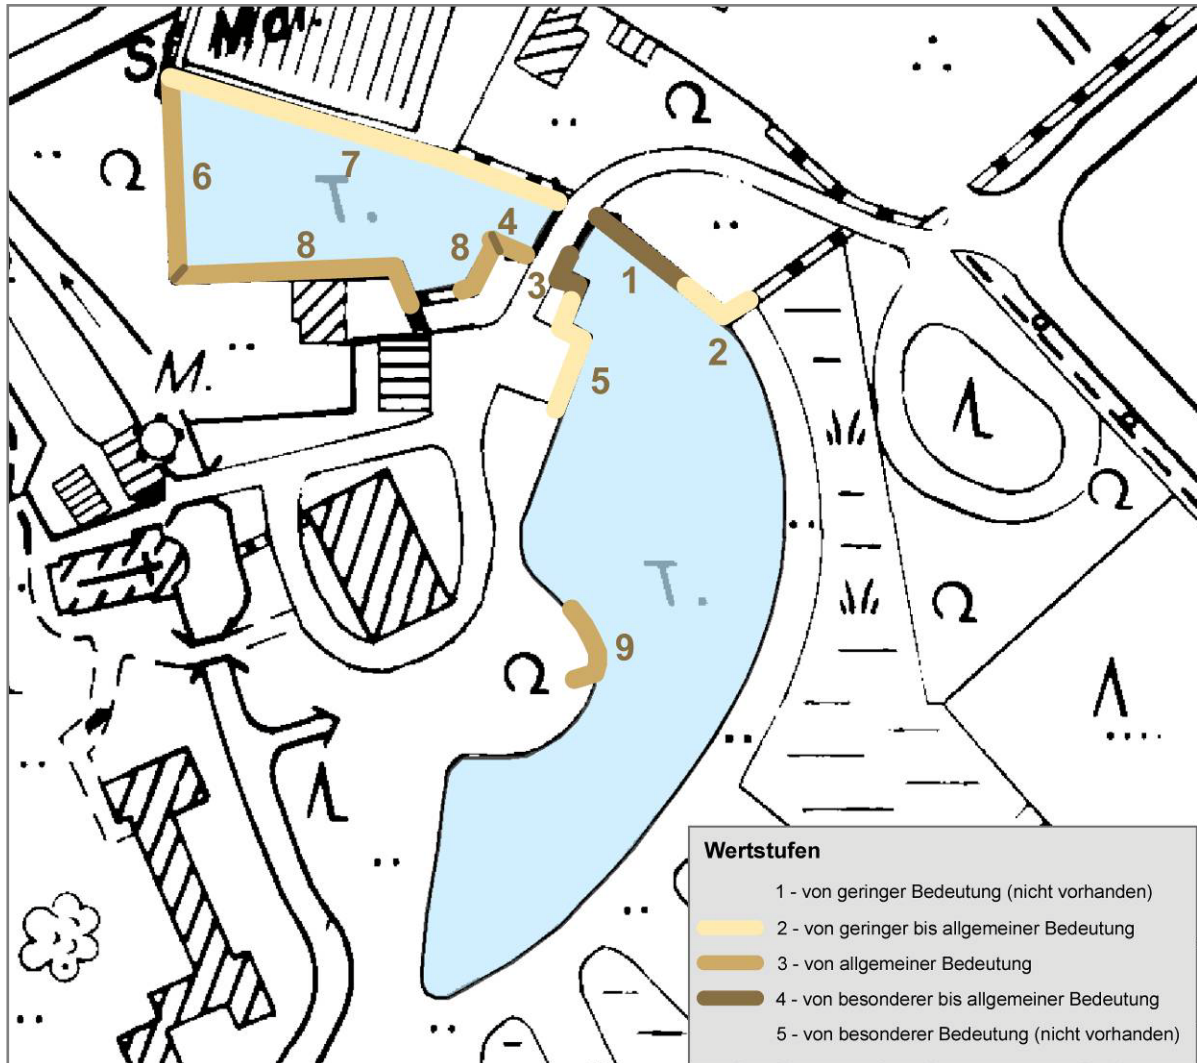 Mai.
S
7
6
T.
4
8
8
3
1
2
5
M.
T.
9
Wertstufen
1 - von geringer Bedeutung (nicht vorhanden)
2 - von geringer bis allgemeiner Bedeutung
3 - von allgemeiner Bedeutung
4 - von besonderer bis allgemeiner Bedeutung
5 - von besonderer Bedeutung (nicht vorhanden)